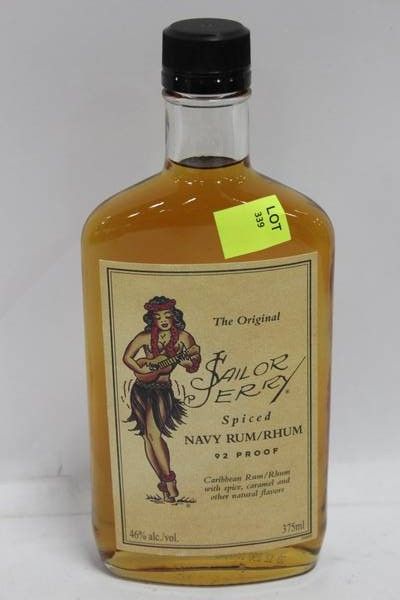 LOT
339
The Original
SAILOR
JERRY®
Spiced
NAVY RUM/RHUM
92 PROOF
Caribbean Rum/Rhum
with spice, caramel and
other natural flavors
46% alc./vol.
375ml